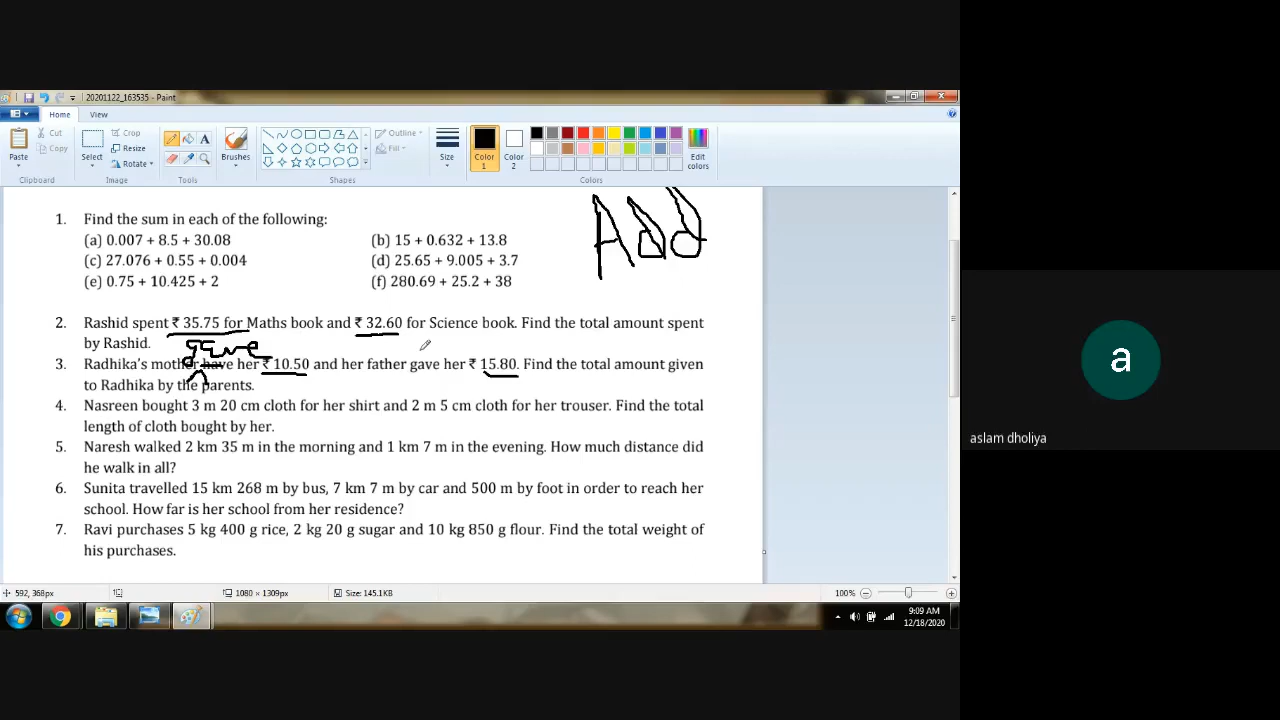 20201122_163535 - Paint
Home View
Paste
Cut
Copy
Clipboard
Select
Crop
Resize
Rotate
Image
A
Tools
Brushes
Shapes
Outline
Fill
Size
Color 1
Color 2
Edit colors
Colors
Add
1. Find the sum in each of the following:
(a) 0.007 + 8.5 + 30.08 (b) 15 + 0.632 + 13.8
(c) 27.076 + 0.55 + 0.004 (d) 25.65 + 9.005 + 3.7
(e) 0.75 + 10.425 + 2 (f) 280.69 + 25.2 + 38
2. Rashid spent ₹ 35.75 for Maths book and ₹ 32.60 for Science book. Find the total amount spent
by Rashid.
gave
3. Radhika's mother have her ₹ 10.50 and her father gave her ₹ 15.80. Find the total amount given
to Radhika by the parents.
4. Nasreen bought 3 m 20 cm cloth for her shirt and 2 m 5 cm cloth for her trouser. Find the total
length of cloth bought by her.
5. Naresh walked 2 km 35 m in the morning and 1 km 7 m in the evening. How much distance did
he walk in all?
6. Sunita travelled 15 km 268 m by bus, 7 km 7 m by car and 500 m by foot in order to reach her
school. How far is her school from her residence?
7. Ravi purchases 5 kg 400 g rice, 2 kg 20 g sugar and 10 kg 850 g flour. Find the total weight of
his purchases.
592, 368px 1080 × 1309px Size: 145.1KB 100%
9:09 AM
12/18/2020
a
aslam dholiya